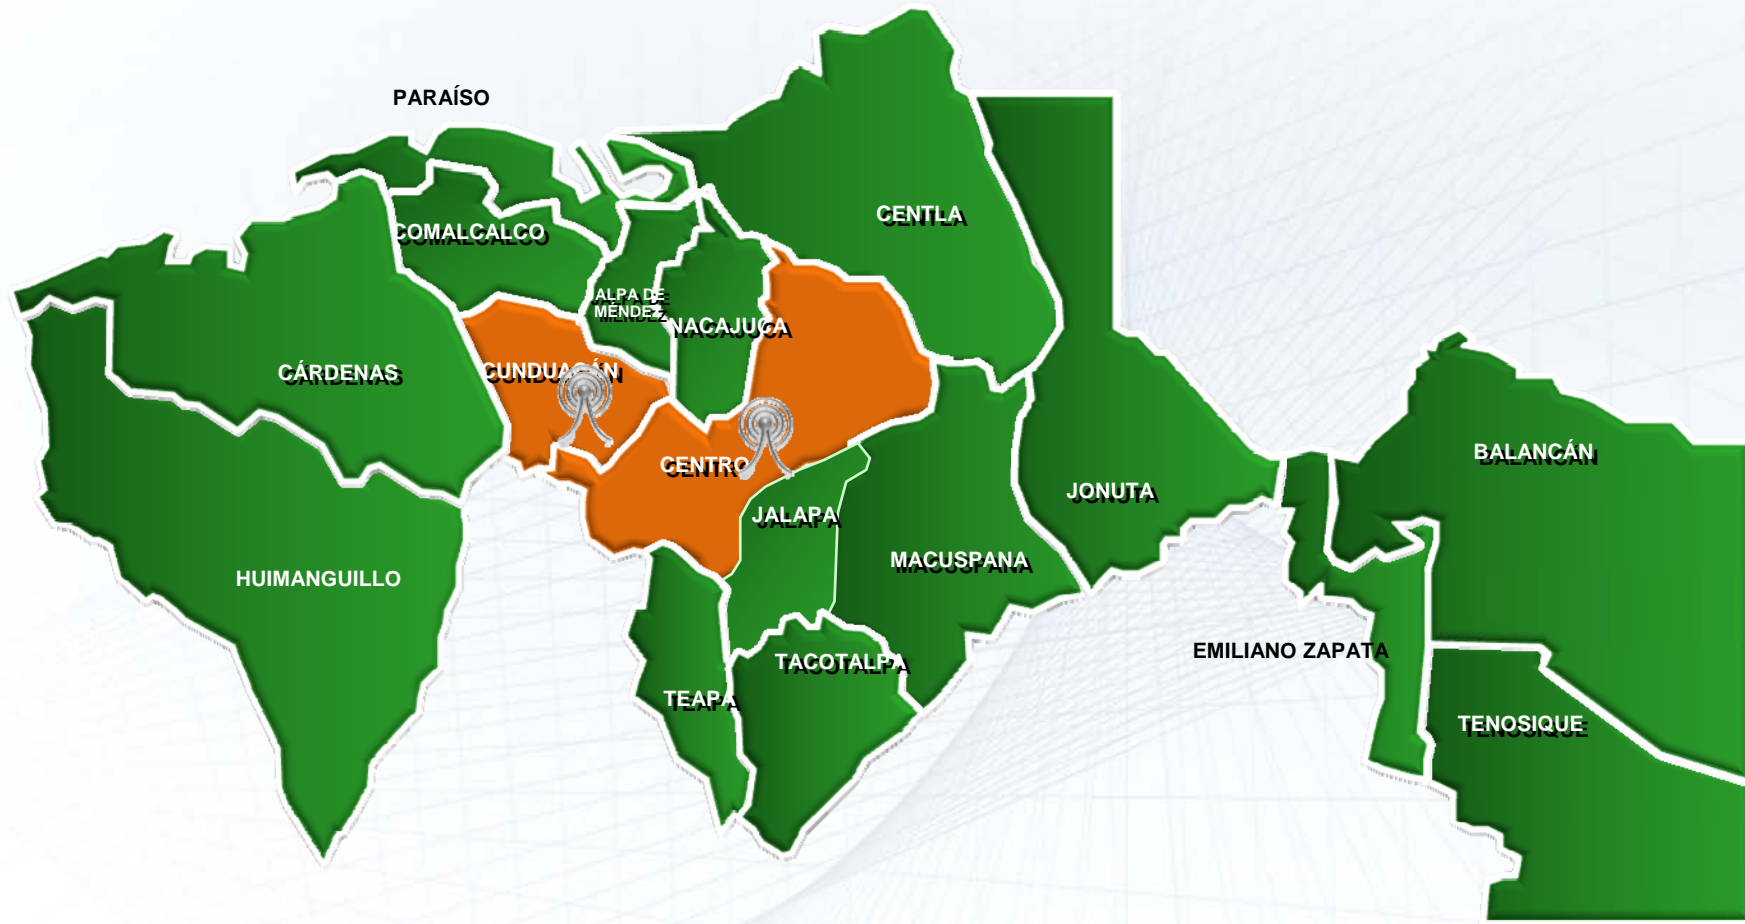 PARAÍSO
CENTLA
COMALCALCO
JALPA DE
MÉNDEZ
NACAJUCA
CÁRDENAS
CUNDUACÁN
CENTRO
BALANCÁN
JONUTA
JALAPA
MACUSPANA
HUIMANGUILLO
EMILIANO ZAPATA
TACOTALPA
TEAPA
TENOSIQUE